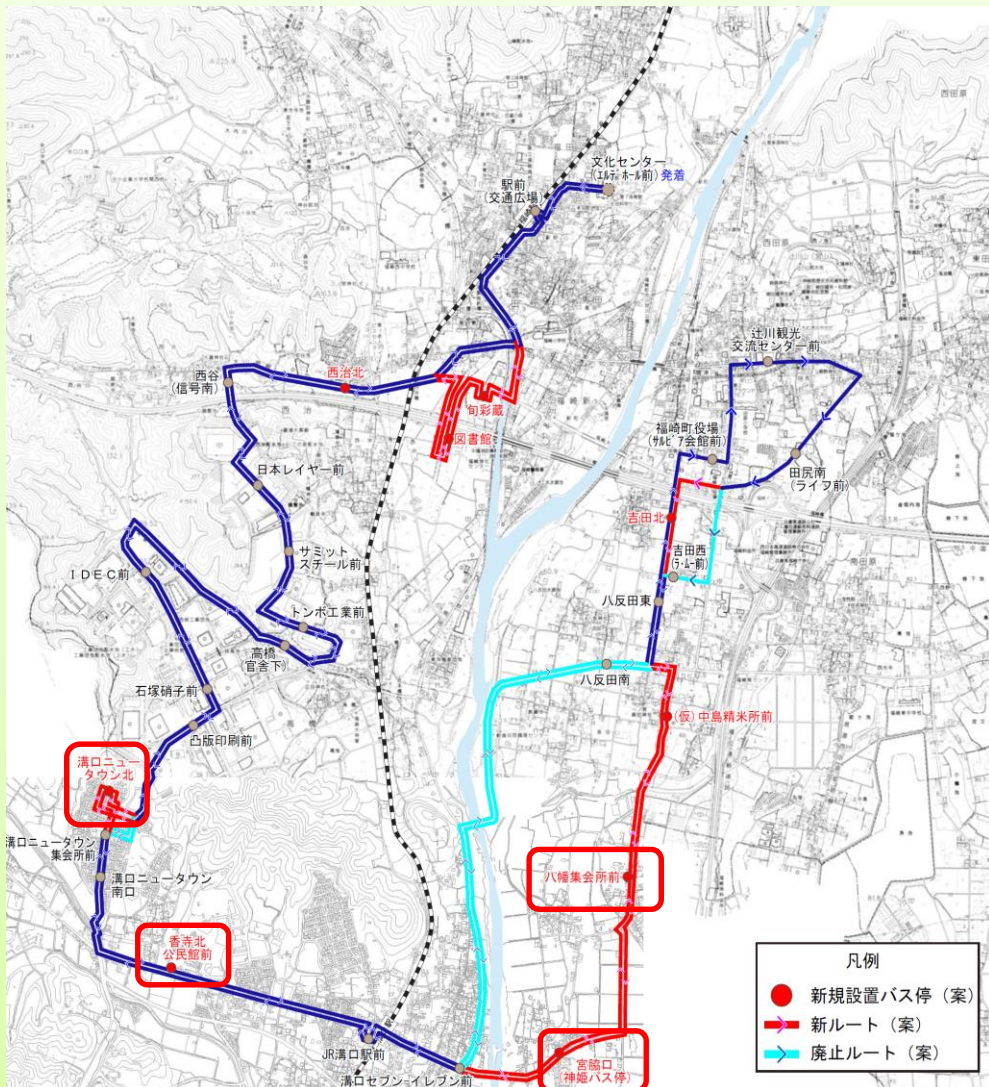 文化センター
(エルデホール前)発着
駅前
(交通広場)
辻川観光
交流センター前
西谷
(信号南)
西治北
旬彩蔵
図書館
福崎町役場
(サルビア会館前)
田尻南
(ライフ前)
日本レイヤー前
吉田北
サミット
スチール前
吉田西
(ラ・ムー前)
IDEC前
八反田東
トンボ工業前
高橋
(官舎下)
八反田南
石塚硝子前
(仮)中島精米所前
凸版印刷前
溝口ニュー
タウン北
溝口ニュータウン
集会所前
溝口ニュータウン
南口
八幡集会所前
香寺北
公民館前
JR溝口駅前
溝口セブン-イレブン前
宮脇口
(神姫バス停)
凡例
新規設置バス停(案)
新ルート(案)
廃止ルート(案)